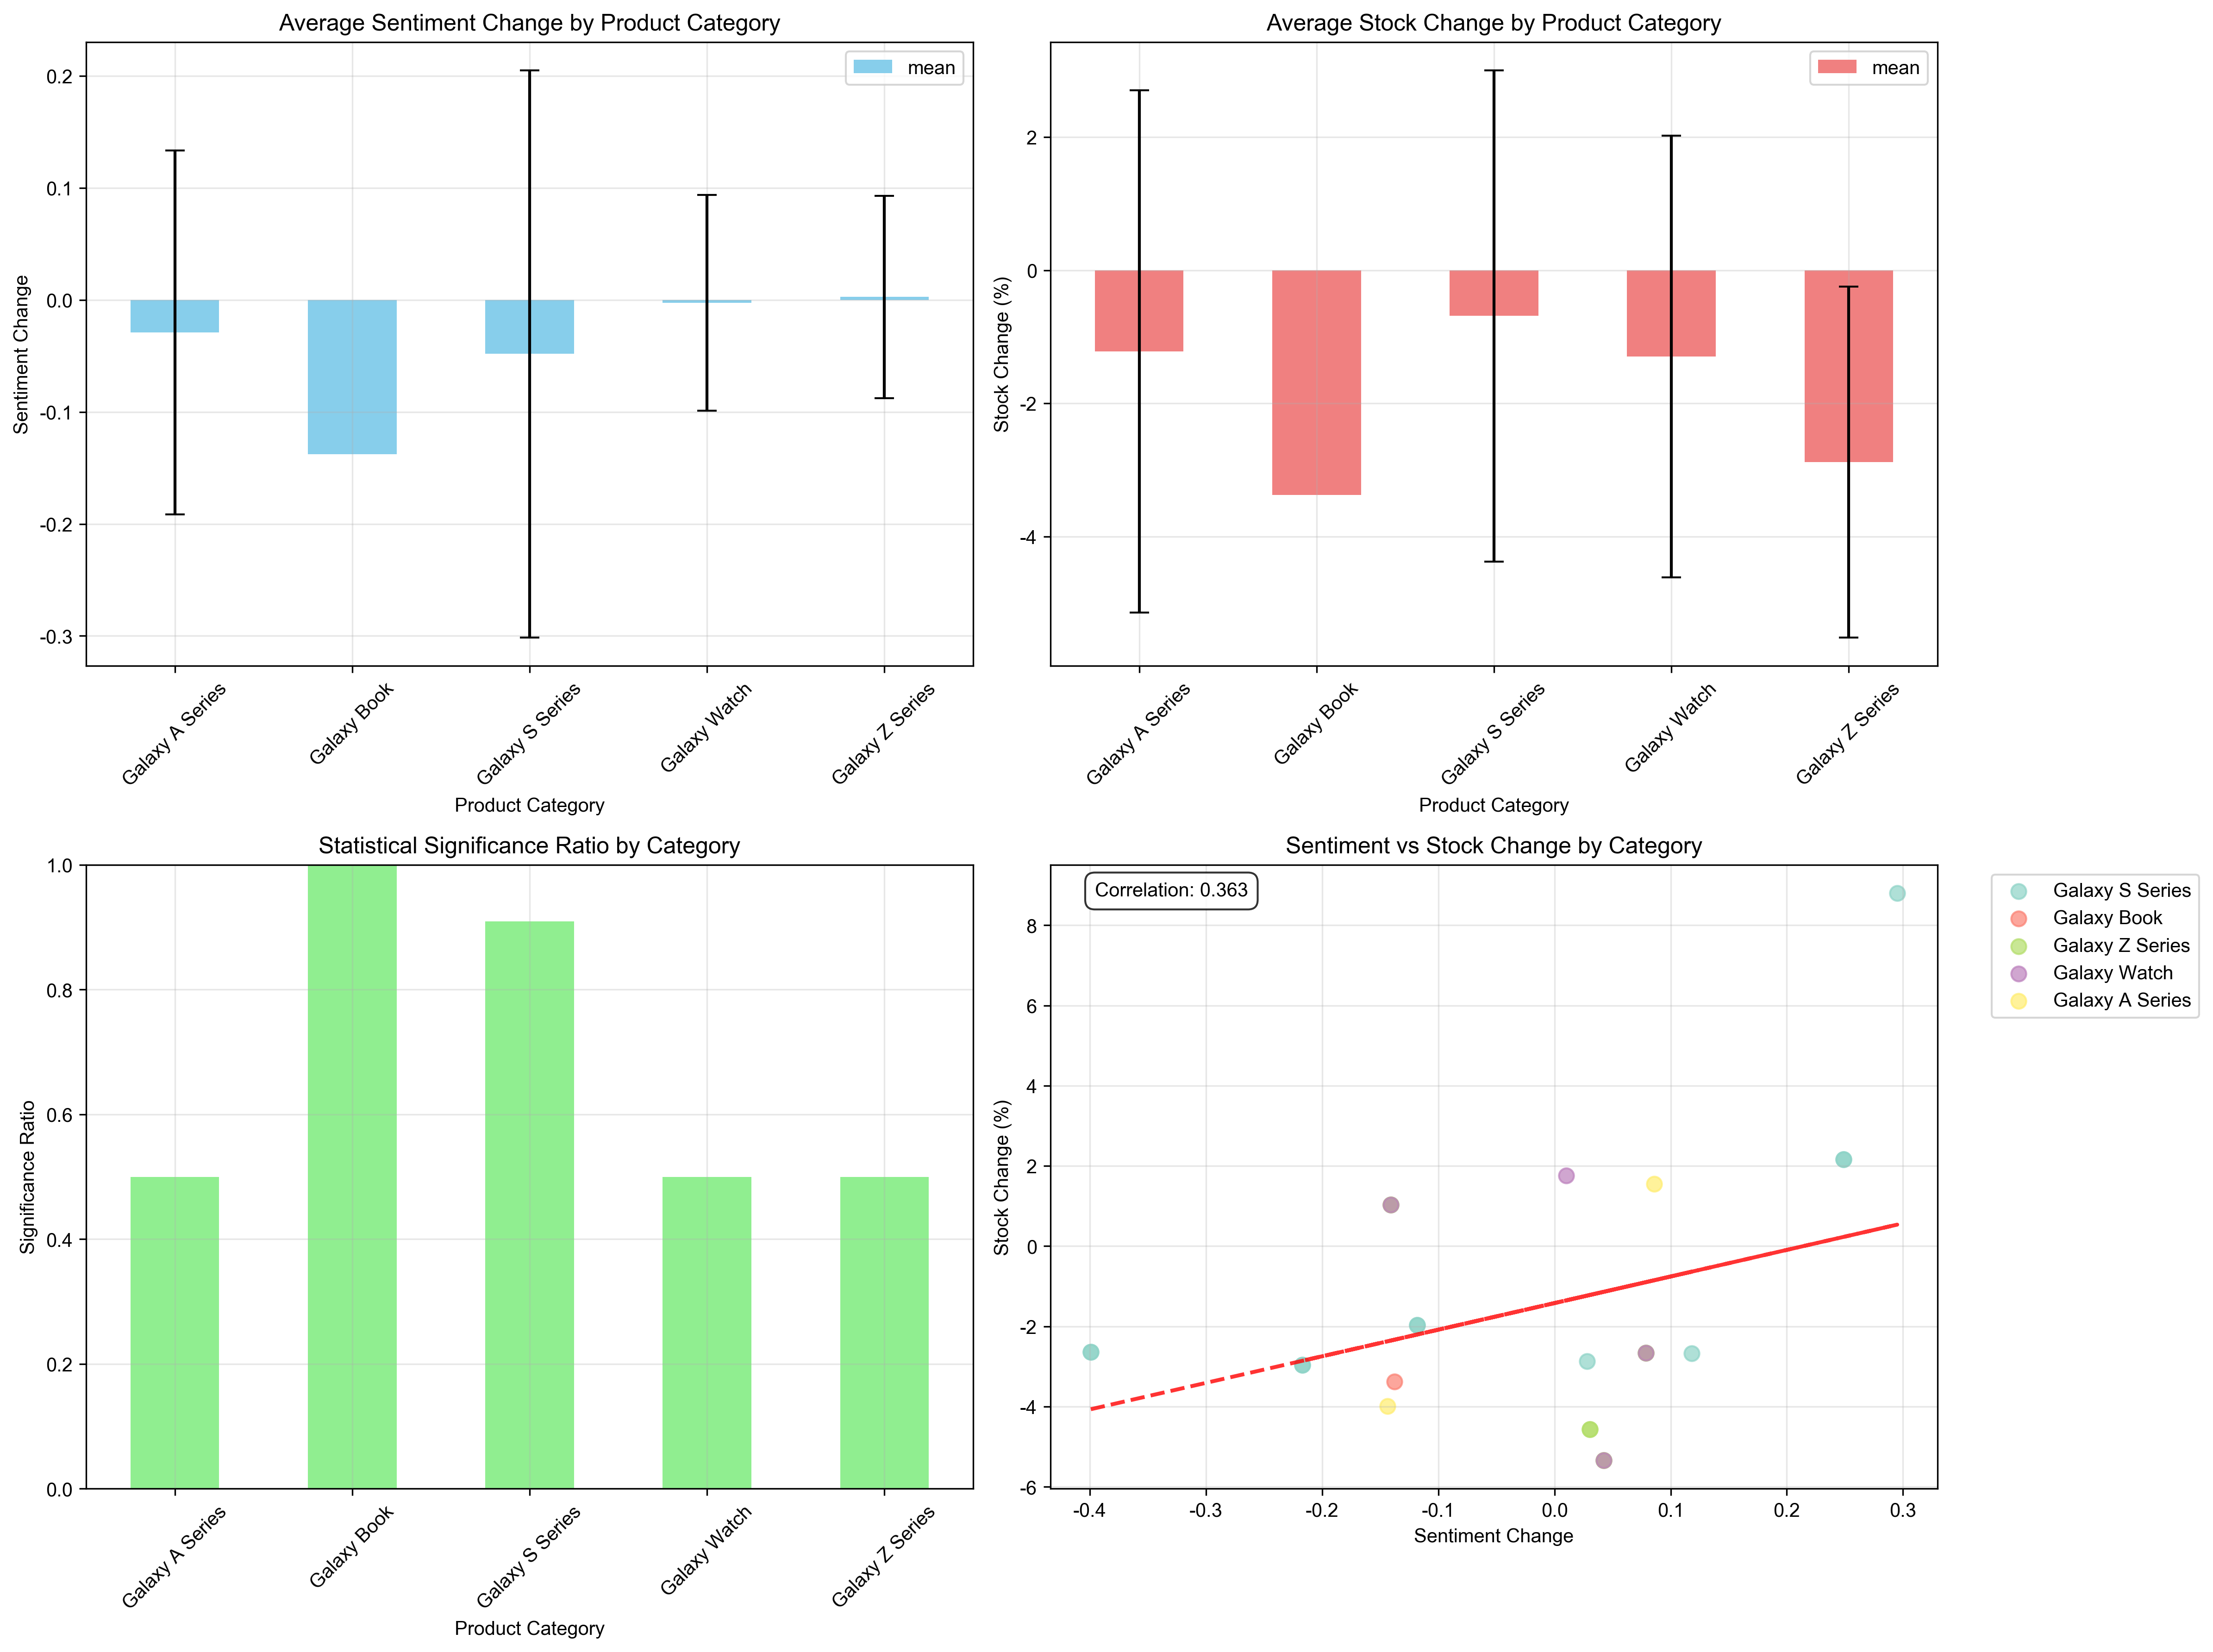 Average Sentiment Change by Product Category
mean
0.2
0.1
0.0
-0.1
-0.2
-0.3
Sentiment Change
Galaxy A Series
Galaxy Book
Galaxy S Series
Galaxy Watch
Galaxy Z Series
Product Category
Average Stock Change by Product Category
mean
2
0
-2
-4
Stock Change (%)
Galaxy A Series
Galaxy Book
Galaxy S Series
Galaxy Watch
Galaxy Z Series
Product Category
Statistical Significance Ratio by Category
1.0
0.8
0.6
0.4
0.2
0.0
Significance Ratio
Galaxy A Series
Galaxy Book
Galaxy S Series
Galaxy Watch
Galaxy Z Series
Product Category
Sentiment vs Stock Change by Category
Correlation: 0.363
8
6
4
2
0
-2
-4
-6
Stock Change (%)
-0.4 -0.3 -0.2 -0.1 0.0 0.1 0.2 0.3
Sentiment Change
Galaxy S Series
Galaxy Book
Galaxy Z Series
Galaxy Watch
Galaxy A Series